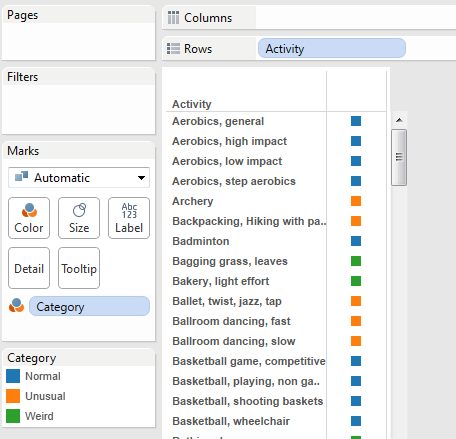 Pages
Columns
Rows
Activity
Filters
Marks
Automatic
Color
Size
Abc
123
Label
Detail
Tooltip
Category
Category
Normal
Unusual
Weird
Activity
Aerobics, general
Aerobics, high impact
Aerobics, low impact
Aerobics, step aerobics
Archery
Backpacking, Hiking with pa..
Badminton
Bagging grass, leaves
Bakery, light effort
Ballet, twist, jazz, tap
Ballroom dancing, fast
Ballroom dancing, slow
Basketball game, competitive
Basketball, playing, non ga..
Basketball, shooting baskets
Basketball, wheelchair